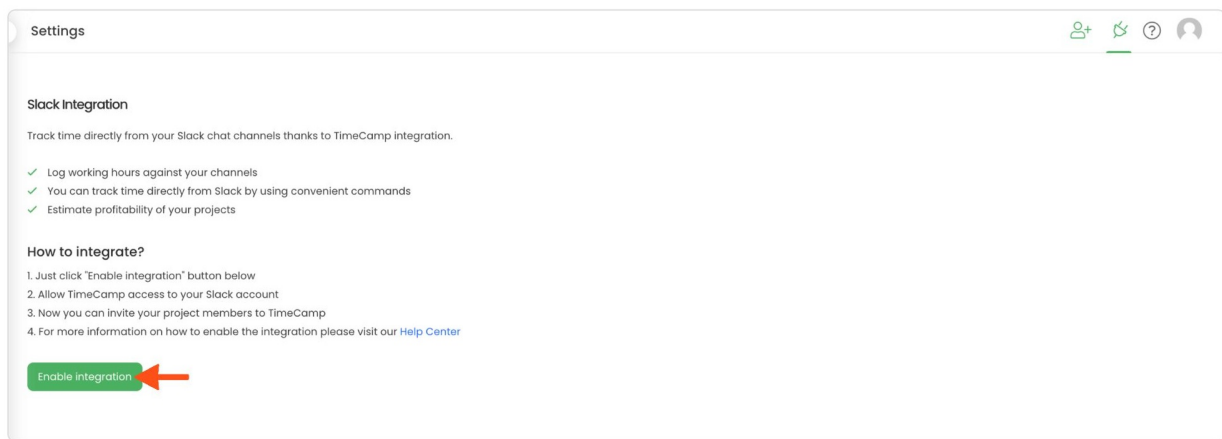 Settings
?
Slack Integration
Track time directly from your Slack chat channels thanks to TimeCamp integration.
Log working hours against your channels
You can track time directly from Slack by using convenient commands
Estimate profitability of your projects
How to integrate?
1. Just click "Enable integration" button below
2. Allow TimeCamp access to your Slack account
3. Now you can invite your project members to TimeCamp
4. For more information on how to enable the integration please visit our Help Center
Enable integration